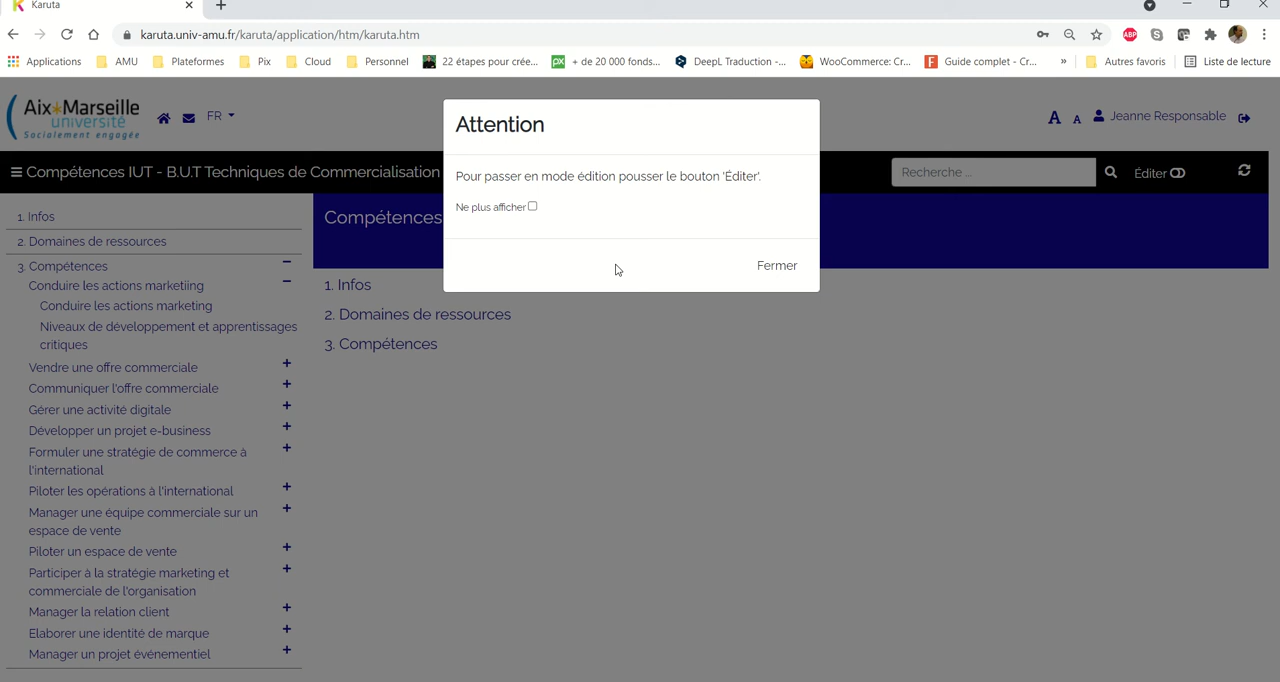 Karuta
karuta.univ-amu.fr/karuta/application/htm/karuta.htm
ABP
Applications AMU Plateformes Pix Cloud Personnel 22 étapes pour crée... px + de 20 000 fonds... DeepL Traduction -... WooCommerce: Cr... F Guide complet - Cr... » Autres favoris Liste de lecture
Aix*Marseille
université
Socialement engagée
FR
A A Jeanne Responsable
Compétences IUT - B.U.T Techniques de Commercialisation
Recherche ...
Éditer
Attention
Pour passer en mode édition pousser le bouton 'Éditer'.
Ne plus afficher
Fermer
1. Infos
2. Domaines de ressources
3. Compétences
Conduire les actions marketiing
Conduire les actions marketing
Niveaux de développement et apprentissages
critiques
Vendre une offre commerciale
Communiquer l'offre commerciale
Gérer une activité digitale
Développer un projet e-business
Formuler une stratégie de commerce à
l'international
Piloter les opérations à l'international
Manager une équipe commerciale sur un
espace de vente
Piloter un espace de vente
Participer à la stratégie marketing et
commerciale de l'organisation
Manager la relation client
Elaborer une identité de marque
Manager un projet événementiel
Compétences
1. Infos
2. Domaines de ressources
3. Compétences